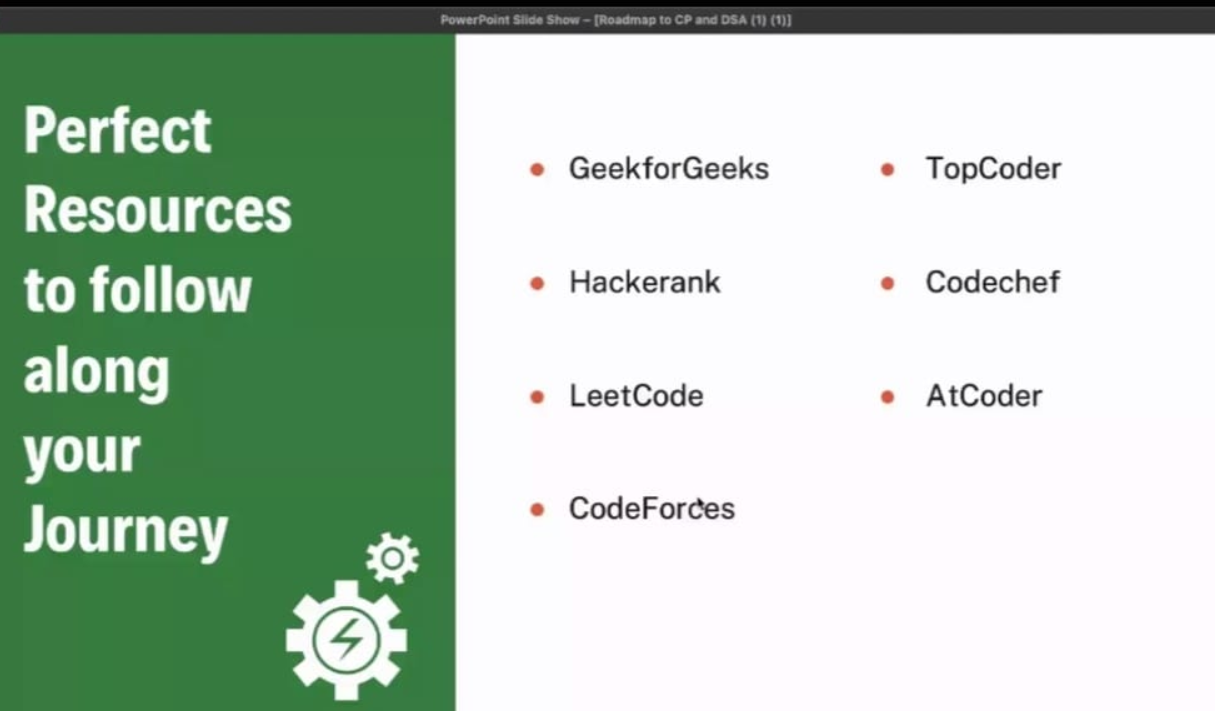 PowerPoint Slide Show – [Roadmap to CP and DSA (1) (1)]
Perfect
Resources
to follow
along
your
Journey
GeekforGeeks
Hackerank
LeetCode
CodeForces
TopCoder
Codechef
AtCoder